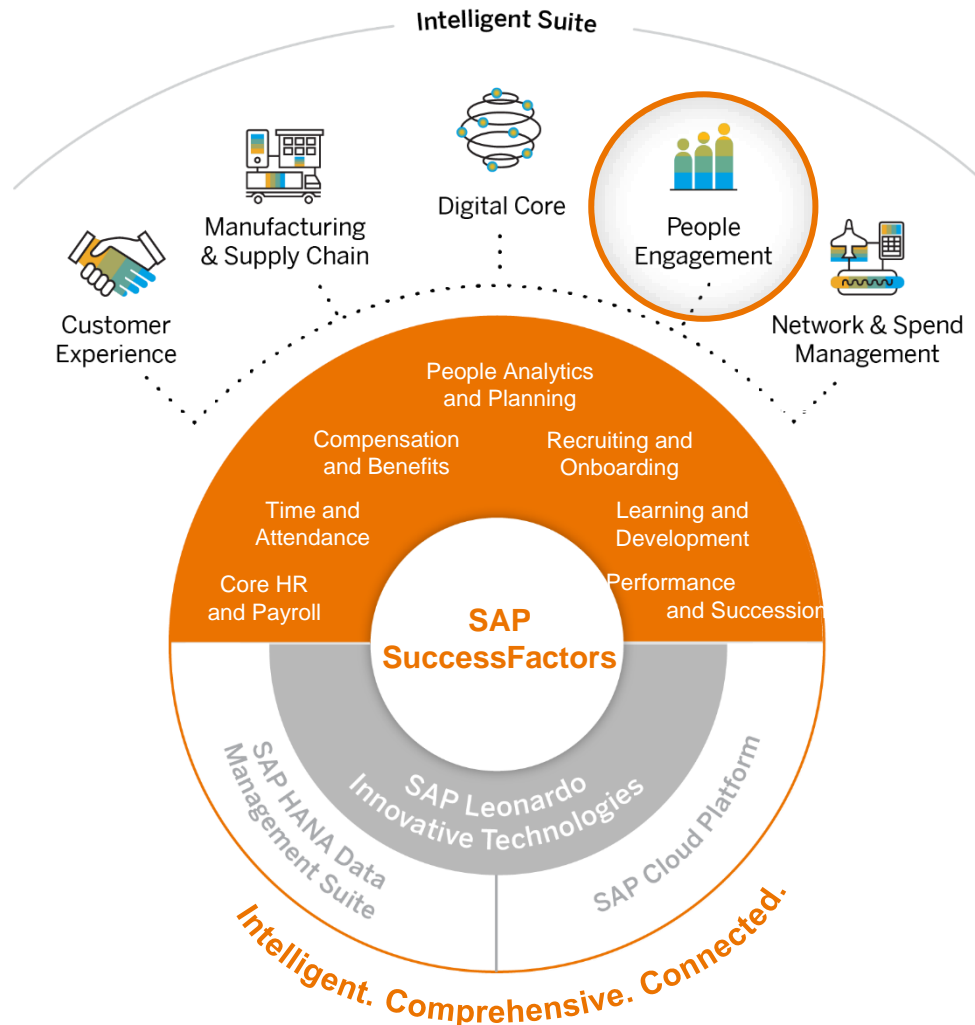 Intelligent Suite
Customer
Experience
Manufacturing
& Supply Chain
Digital Core
People
Engagement
Network & Spend
Management
People Analytics
and Planning
Compensation
and Benefits
Recruiting and
Onboarding
Time and
Attendance
Learning and
Development
Core HR
and Payroll
Performance
and Succession
SAP
SuccessFactors
SAP HANA Data
Management Suite
SAP Leonardo
Innovative Technologies
SAP Cloud Platform
Intelligent. Comprehensive. Connected.